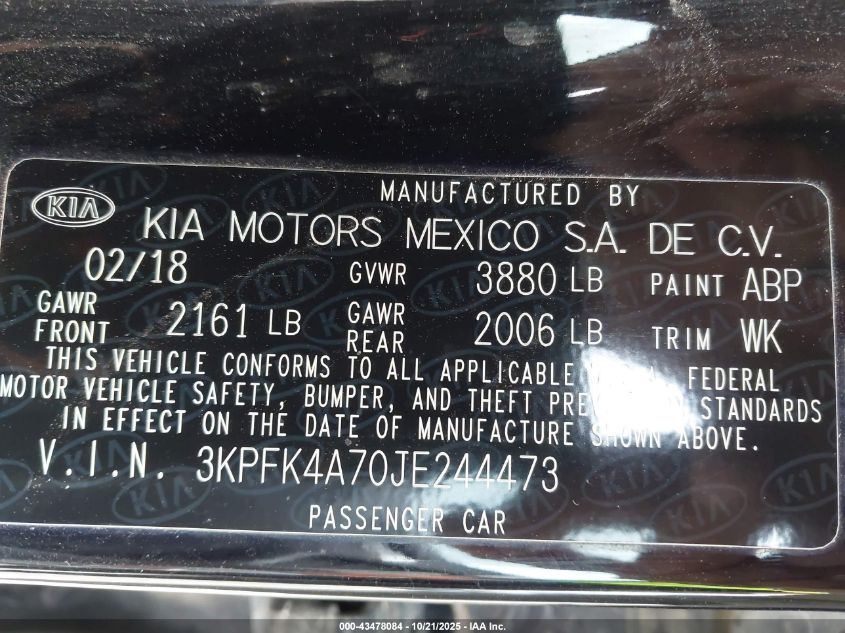 MANUFACTURED BY
KIA KIA MOTORS MEXICO S.A. DE C.V.
02/18 GVWR 3880 LB PAINT ABP
GAWR FRONT 2161 LB GAWR REAR 2006 LB TRIM WK
THIS VEHICLE CONFORMS TO ALL APPLICABLE FEDERAL
MOTOR VEHICLE SAFETY, BUMPER, AND THEFT STANDARDS
IN EFFECT ON THE DATE OF MANUFACTURE SHOWN ABOVE.
V.I.N. 3KPFK4A70JE244473
PASSENGER CAR
000-43478084 - 10/21/2025 - IAA Inc.